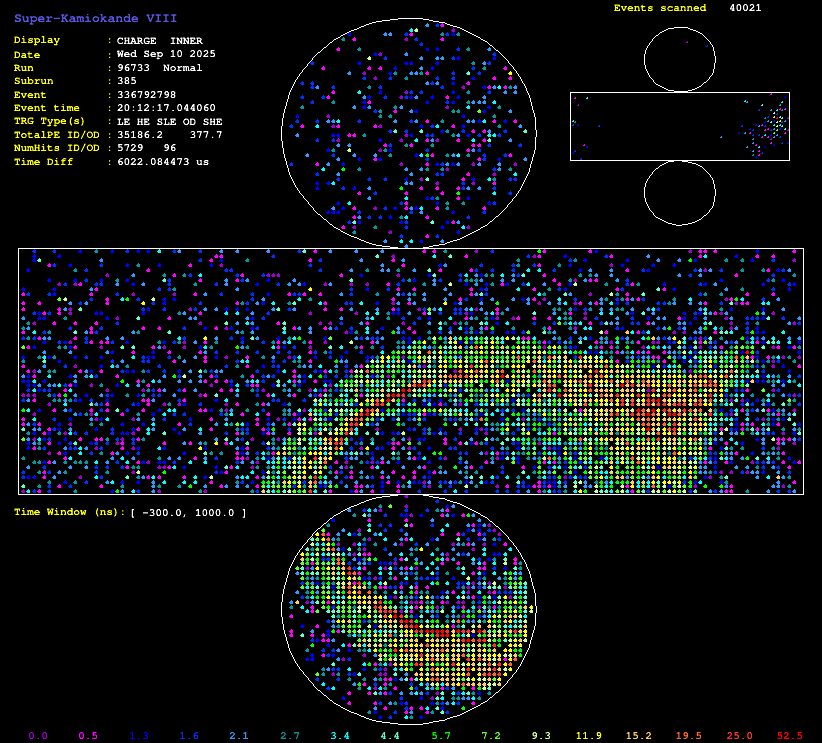 Super-Kamiokande VIII
Events scanned 40021
Display : CHARGE INNER
Date : Wed Sep 10 2025
Run : 96733 Normal
Subrun : 385
Event : 336792798
Event time : 20:12:17.044060
TRG Type(s) : LE HE SLE OD SHE
TotalPE ID/OD : 35186.2 377.7
NumHits ID/OD : 5729 96
Time Diff : 6022.084473 us
Time Window (ns): [ -300.0, 1000.0 ]
0.0 0.5 1.3 1.6 2.1 2.7 3.4 4.4 5.7 7.2 9.3 11.9 15.2 19.5 25.0 52.5